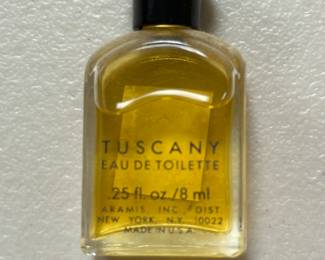 TUSCANY
EAU DE TOILETTE
.25 fl. oz./8 ml
ARAMIS, INC., DIST.
NEW YORK, N.Y. 10022
MADE IN U.S.A.